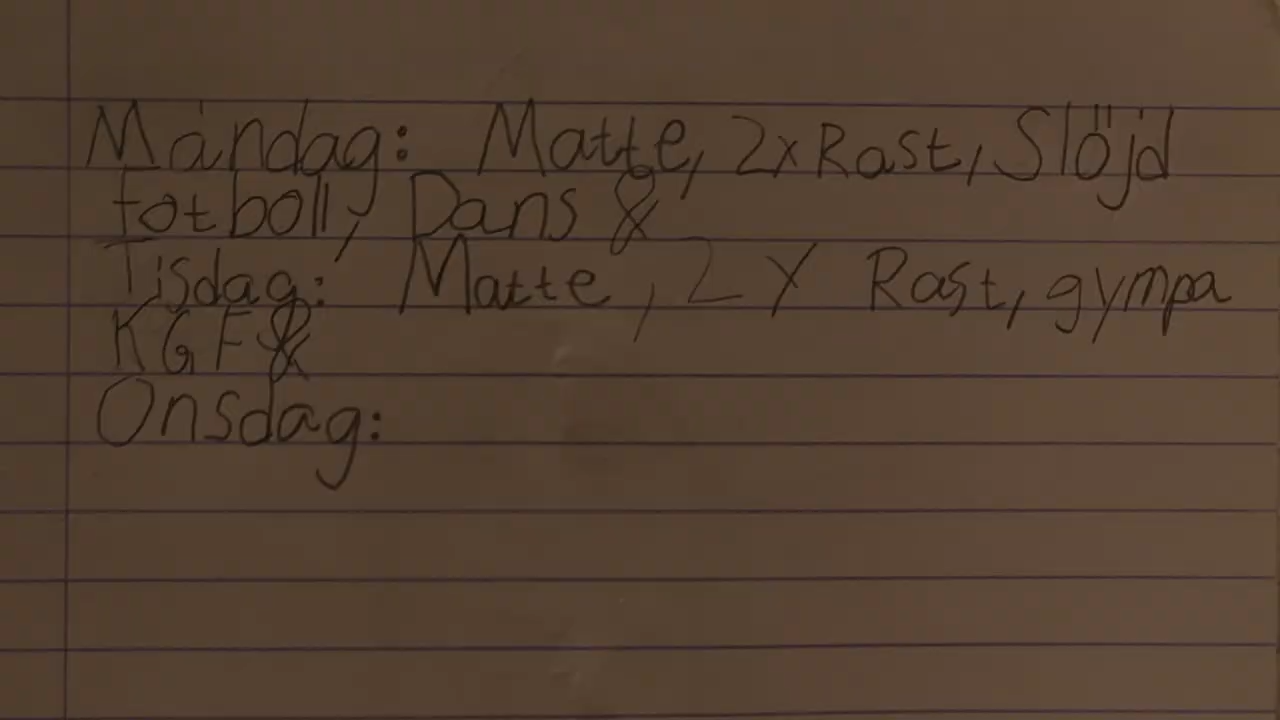 Måndag: Matte, 2x Rast, Slöjd
fotboll, Dans &
Tisdag: Matte, 2 X Rast, gympa
KGF &
Onsdag: